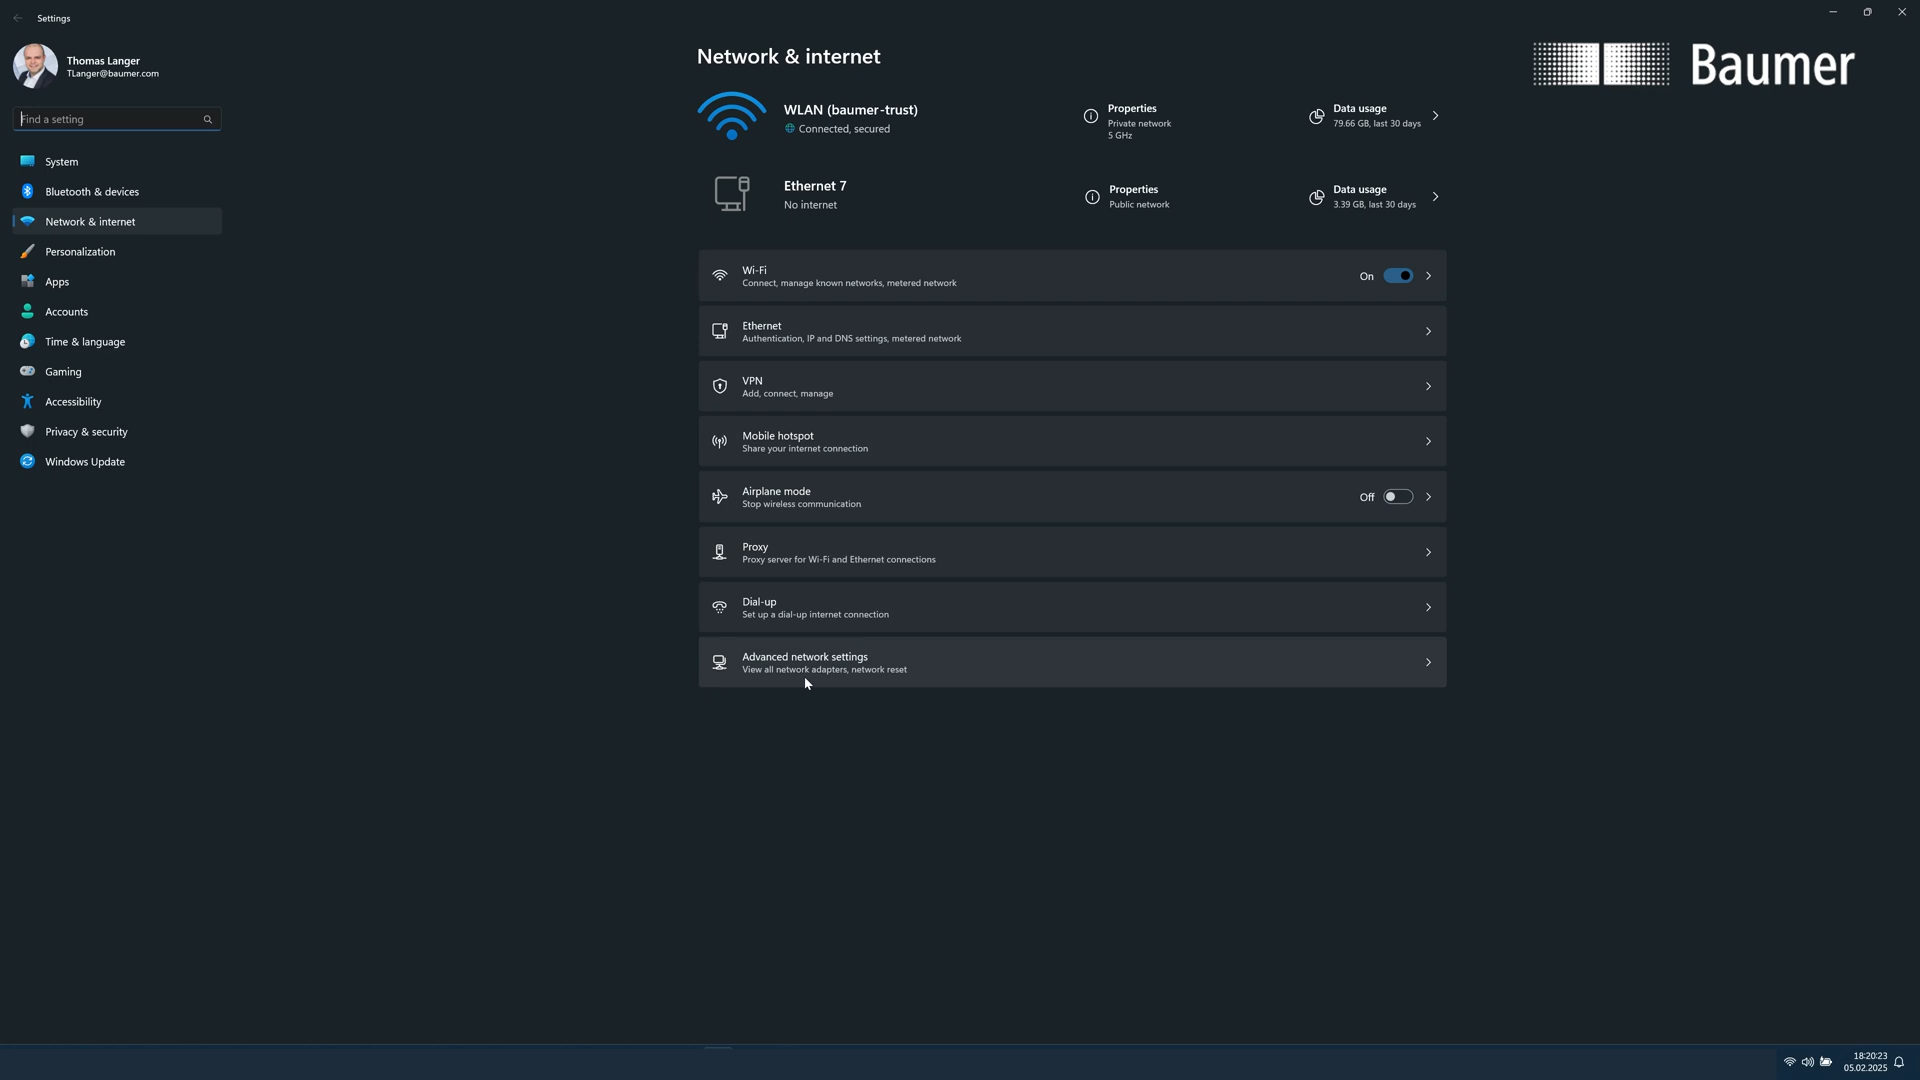 Settings
Thomas Langer
TLanger@baumer.com
Find a setting
System
Bluetooth & devices
Network & internet
Personalization
Apps
Accounts
Time & language
Gaming
Accessibility
Privacy & security
Windows Update
Network & internet
Baumer
WLAN (baumer-trust)
Connected, secured
Properties
Private network
5 GHz
Data usage
79.66 GB, last 30 days
Ethernet 7
No internet
Properties
Public network
Data usage
3.39 GB, last 30 days
Wi-Fi
Connect, manage known networks, metered network
On
Ethernet
Authentication, IP and DNS settings, metered network
VPN
Add, connect, manage
Mobile hotspot
Share your internet connection
Airplane mode
Stop wireless communication
Off
Proxy
Proxy server for Wi-Fi and Ethernet connections
Dial-up
Set up a dial-up internet connection
Advanced network settings
View all network adapters, network reset
18:20:23
05.02.2025